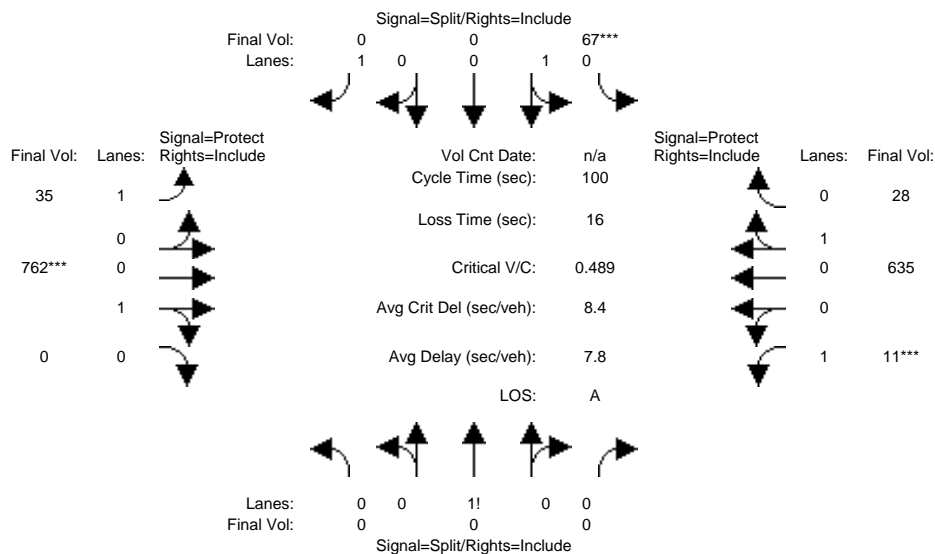 Signal=Split/Rights=Include
Final Vol: 0 0 67***
Lanes: 1 0 0 1 0
Signal=Protect
Final Vol: Lanes: Rights=Include
Vol Cnt Date: n/a
Signal=Protect
Rights=Include Lanes: Final Vol:
Cycle Time (sec): 100
35 1
0 28
Loss Time (sec): 16
0
1
762*** 0
Critical V/C: 0.489
0 635
1
Avg Crit Del (sec/veh): 8.4
0
0 0
Avg Delay (sec/veh): 7.8
1 11***
LOS: A
Lanes: 0 0 1! 0 0
Final Vol: 0 0 0
Signal=Split/Rights=Include